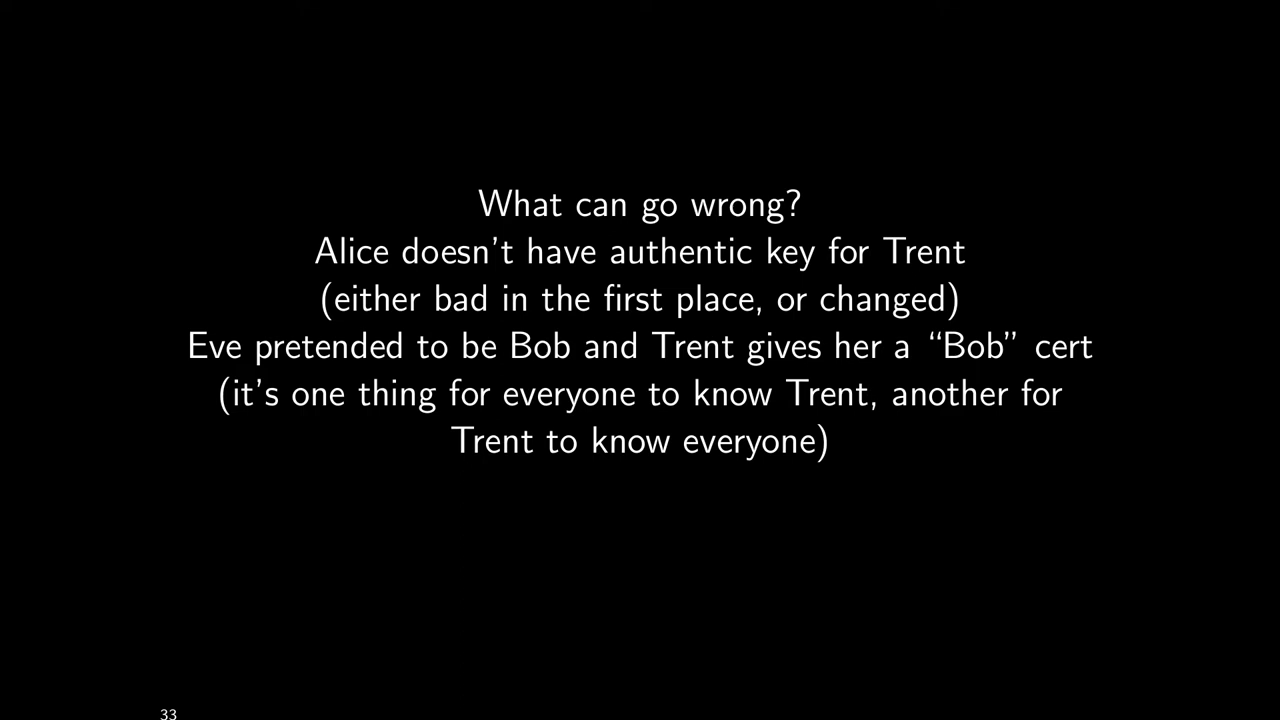 What can go wrong?
Alice doesn’t have authentic key for Trent
(either bad in the first place, or changed)
Eve pretended to be Bob and Trent gives her a “Bob” cert
(it’s one thing for everyone to know Trent, another for
Trent to know everyone)
33